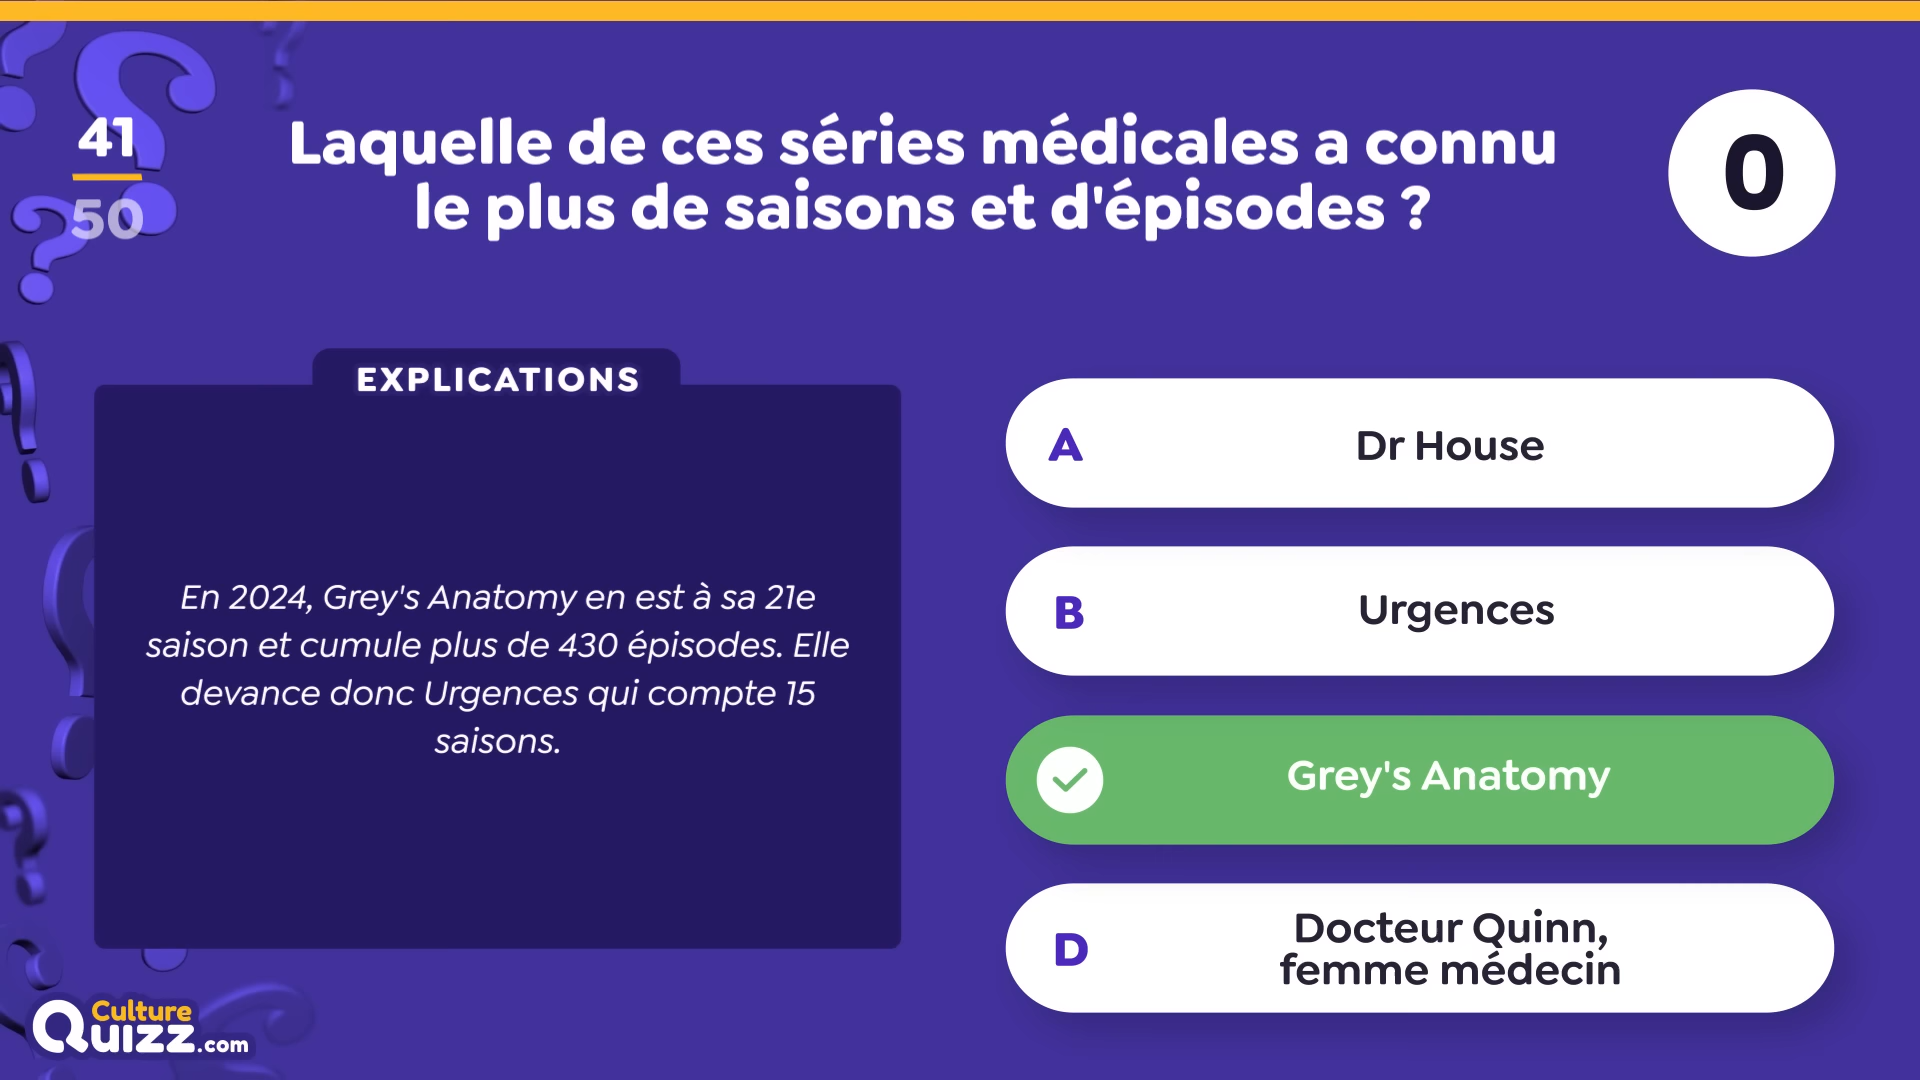 41
50
Laquelle de ces séries médicales a connu
le plus de saisons et d'épisodes ?
0
EXPLICATIONS
En 2024, Grey's Anatomy en est à sa 21e
saison et cumule plus de 430 épisodes. Elle
devance donc Urgences qui compte 15
saisons.
A Dr House
B Urgences
Grey's Anatomy
D Docteur Quinn,
femme médecin
Culture
Quizz.com